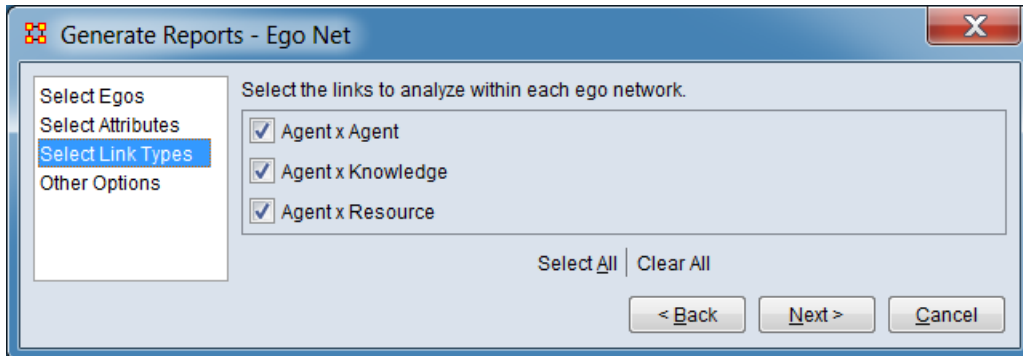 Generate Reports - Ego Net
X
Select Egos
Select Attributes
Select Link Types
Other Options
Select the links to analyze within each ego network.
Agent x Agent
Agent x Knowledge
Agent x Resource
Select All | Clear All
< Back Next > Cancel